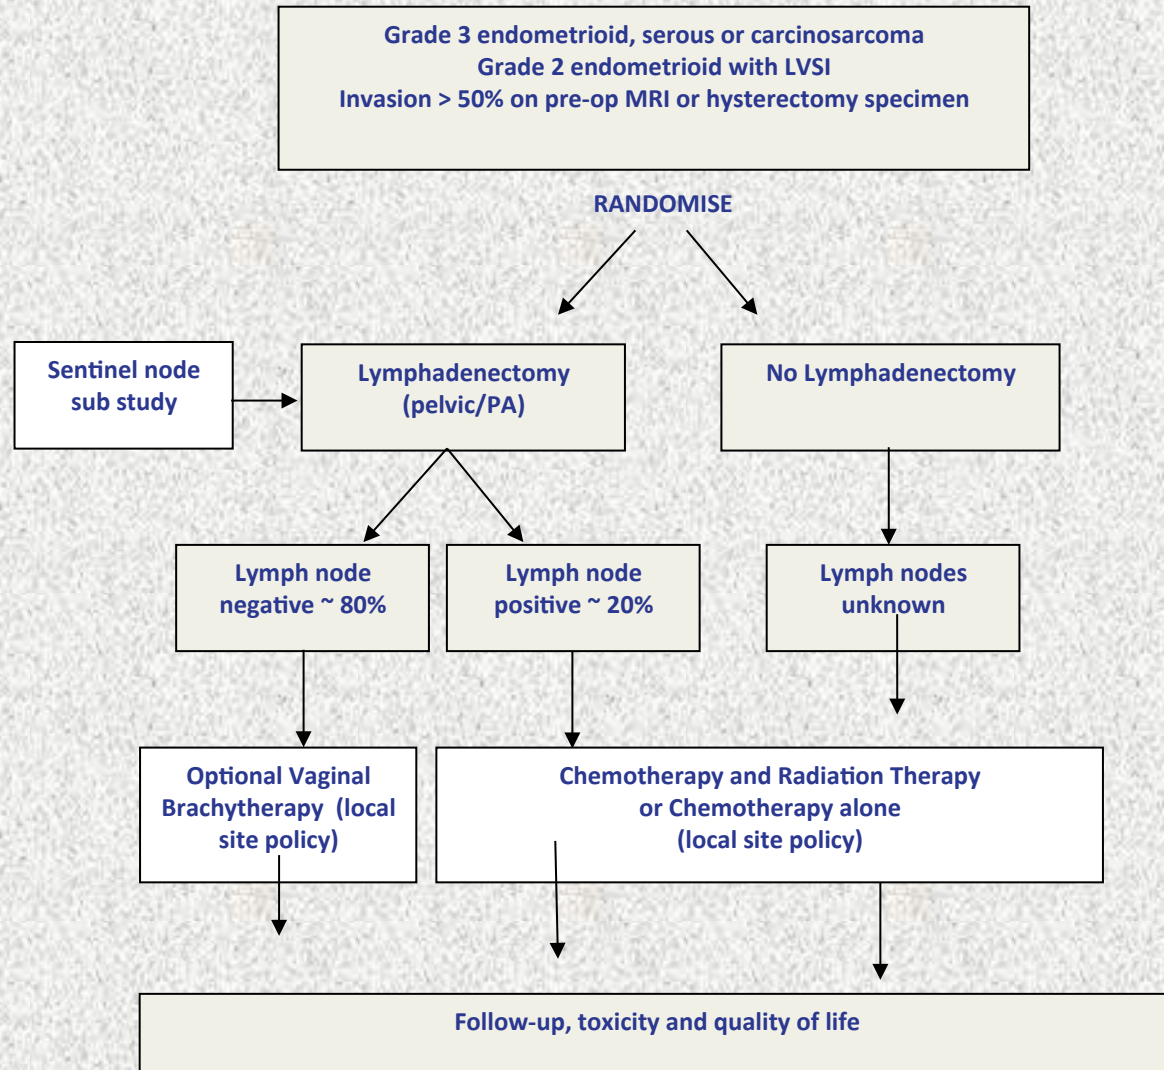 Grade 3 endometrioid, serous or carcinosarcoma
Grade 2 endometrioid with LVSI
Invasion > 50% on pre-op MRI or hysterectomy specimen
RANDOMISE
Sentinel node
sub study
Lymphadenectomy
(pelvic/PA)
No Lymphadenectomy
Lymph node
negative ~ 80%
Lymph node
positive ~ 20%
Lymph nodes
unknown
Optional Vaginal
Brachytherapy (local
site policy)
Chemotherapy and Radiation Therapy
or Chemotherapy alone
(local site policy)
Follow-up, toxicity and quality of life